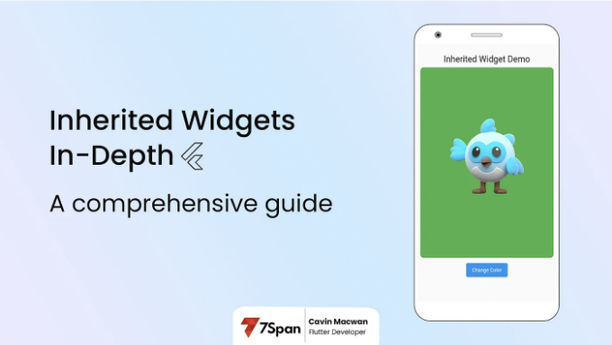 Inherited Widgets
In-Depth
A comprehensive guide
Inherited Widget Demo
Change Color
7Span
Cavin Macwan
Flutter Developer